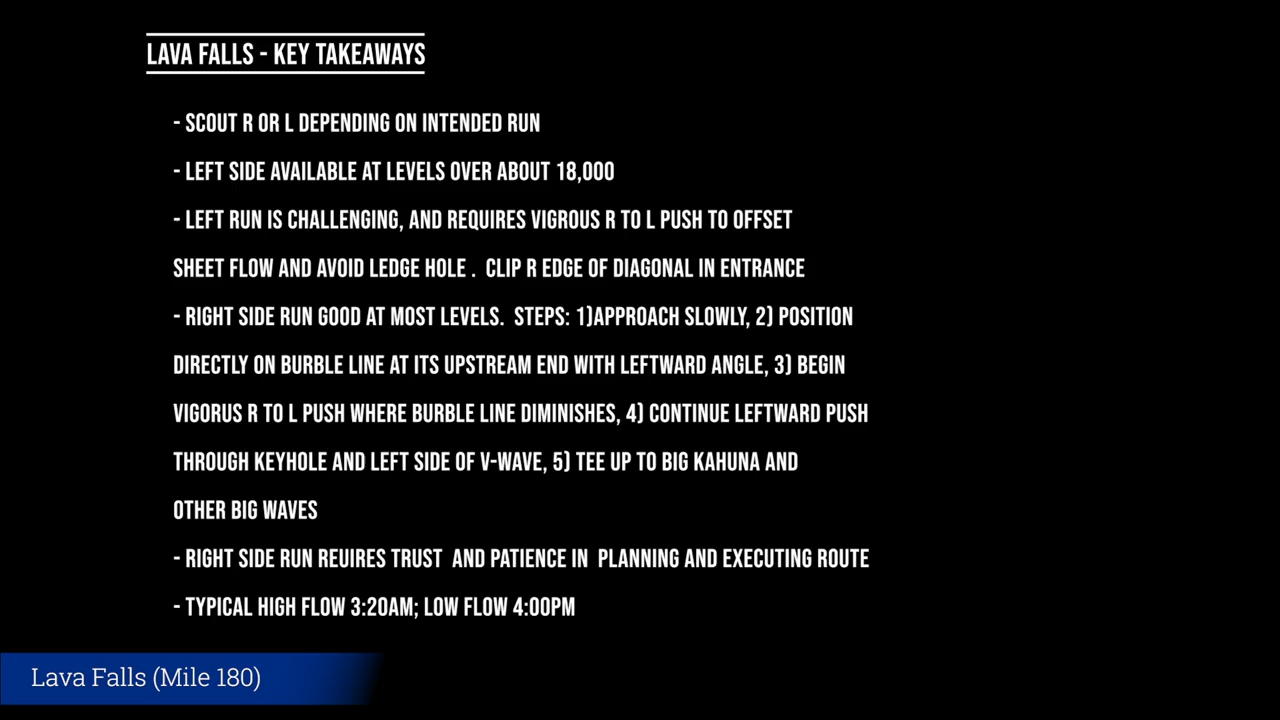 LAVA FALLS - KEY TAKEAWAYS
- SCOUT R OR L DEPENDING ON INTENDED RUN
- LEFT SIDE AVAILABLE AT LEVELS OVER ABOUT 18,000
- LEFT RUN IS CHALLENGING, AND REQUIRES VIGROUS R TO L PUSH TO OFFSET
SHEET FLOW AND AVOID LEDGE HOLE .  CLIP R EDGE OF DIAGONAL IN ENTRANCE
- RIGHT SIDE RUN GOOD AT MOST LEVELS.  STEPS: 1)APPROACH SLOWLY, 2) POSITION
DIRECTLY ON BURBLE LINE AT ITS UPSTREAM END WITH LEFTWARD ANGLE, 3) BEGIN
VIGORUS R TO L PUSH WHERE BURBLE LINE DIMINISHES, 4) CONTINUE LEFTWARD PUSH
THROUGH KEYHOLE AND LEFT SIDE OF V-WAVE, 5) TEE UP TO BIG KAHUNA AND
OTHER BIG WAVES
- RIGHT SIDE RUN REUIRES TRUST  AND PATIENCE IN  PLANNING AND EXECUTING ROUTE
- TYPICAL HIGH FLOW 3:20AM; LOW FLOW 4:00PM
Lava Falls (Mile 180)